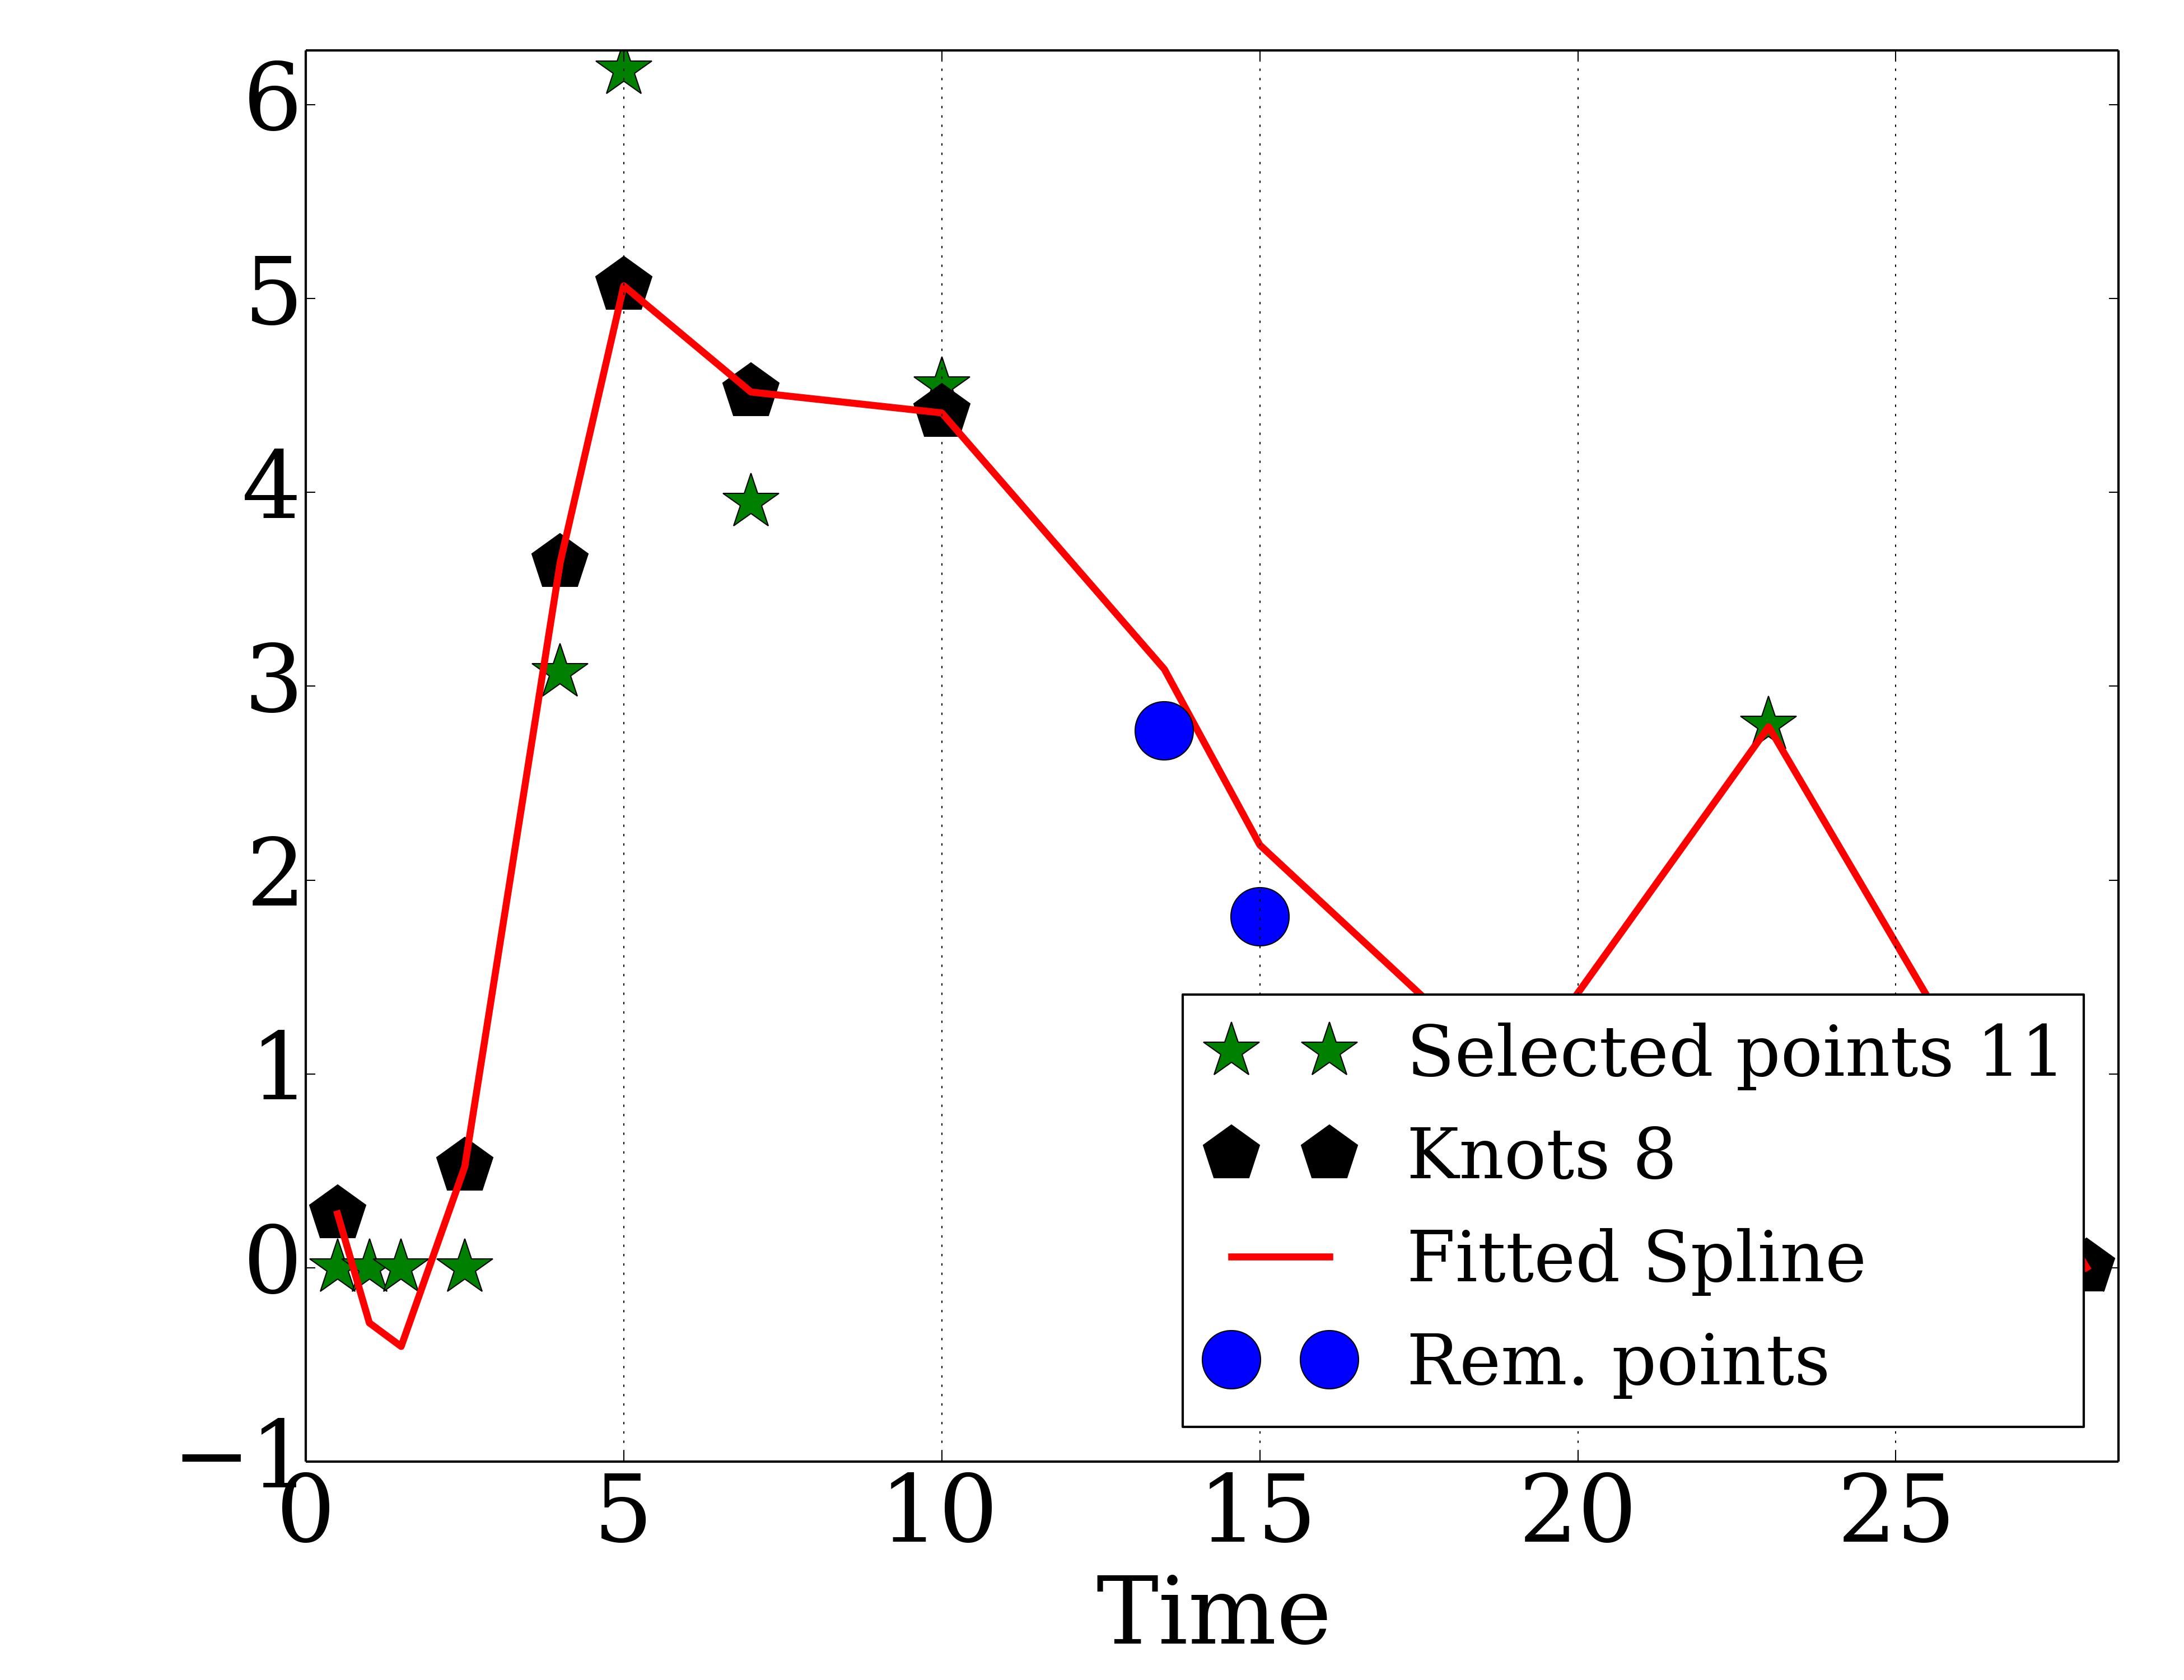 6
5
4
3
2
1
0
−1
Selected points 11
Knots 8
Fitted Spline
Rem. points
0 5 10 15 20 25
Time